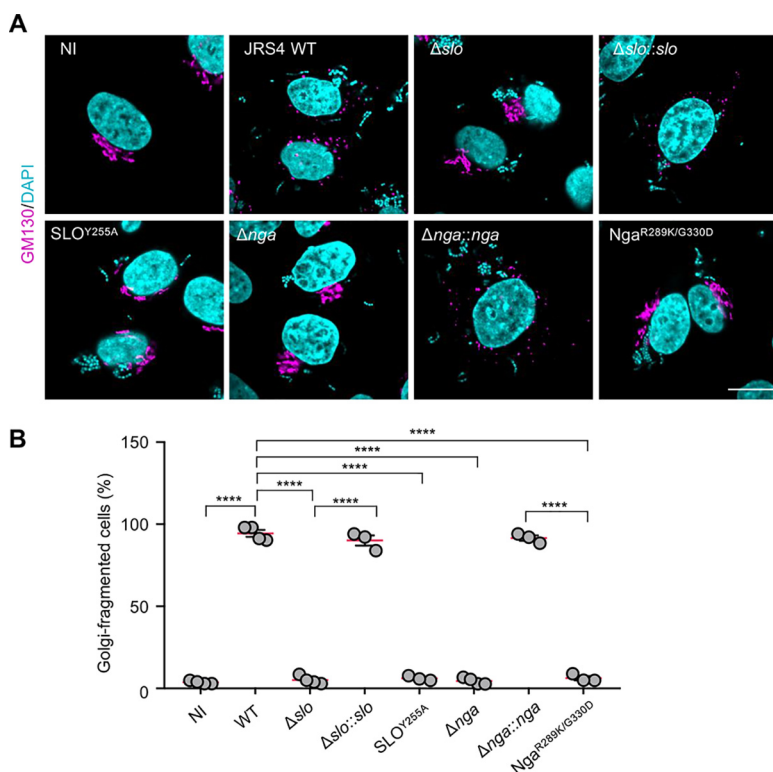 A
NI
JRS4 WT
Δslo
Δslo::slo
GM130/DAPI
SLOY255A
Δnga
Δnga::nga
NgaR289K/G330D
B
Golgi-fragmented cells (%)
150
100
50
0
****
****
****
****
****
****
****
NI
WT
Δslo
Δslo::slo
SLOY255A
Δnga
Δnga::nga
NgaR289K/G330D